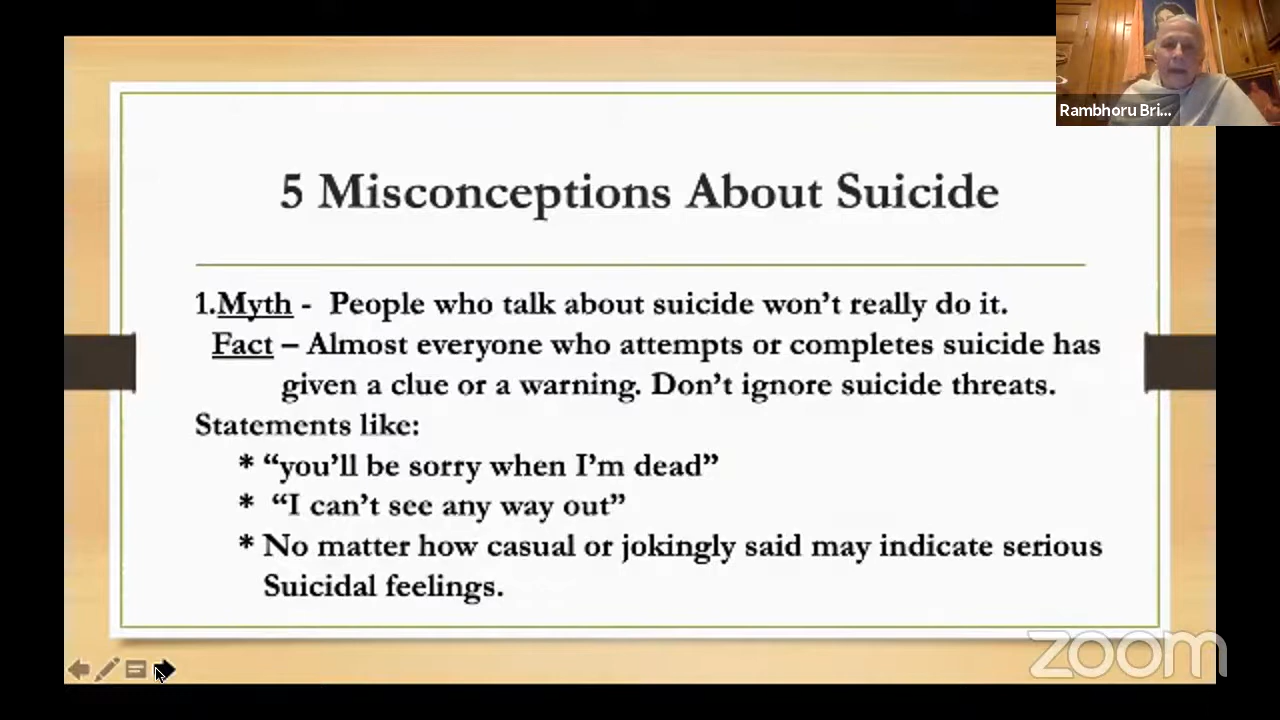 Rambhoru Bri...
5 Misconceptions About Suicide
1.Myth -  People who talk about suicide won’t really do it.
Fact – Almost everyone who attempts or completes suicide has
given a clue or a warning. Don’t ignore suicide threats.
Statements like:
* “you’ll be sorry when I’m dead”
*  “I can’t see any way out”
* No matter how casual or jokingly said may indicate serious
Suicidal feelings.
zoom